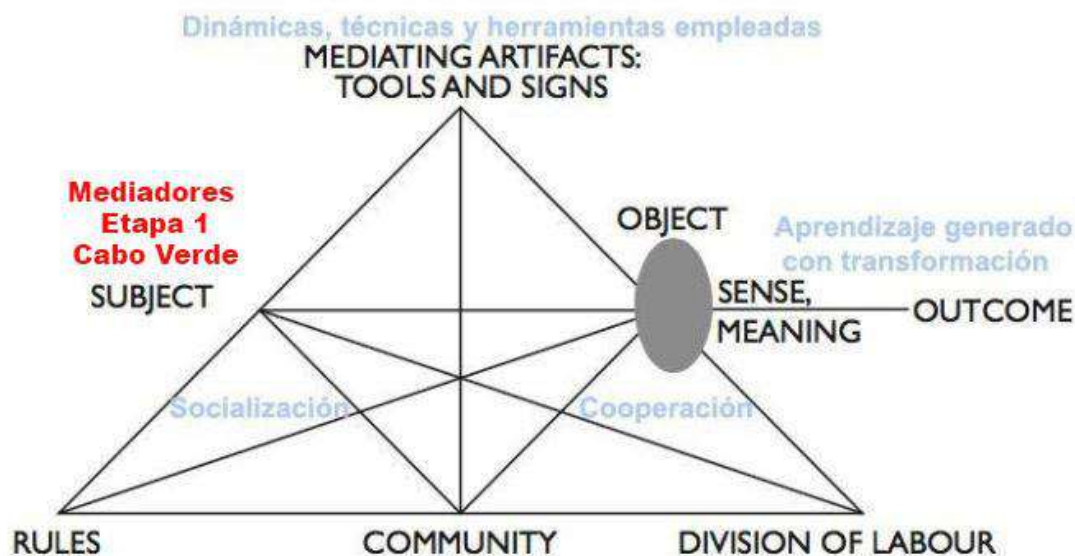 Dinámicas, técnicas y herramientas empleadas
MEDIATING ARTIFACTS:
TOOLS AND SIGNS
Mediadores
Etapa 1
Cabo Verde
SUBJECT
OBJECT
Aprendizaje generado
con transformación
SENSE,
MEANING
OUTCOME
Socialización
Cooperación
RULES
COMMUNITY
DIVISION OF LABOUR